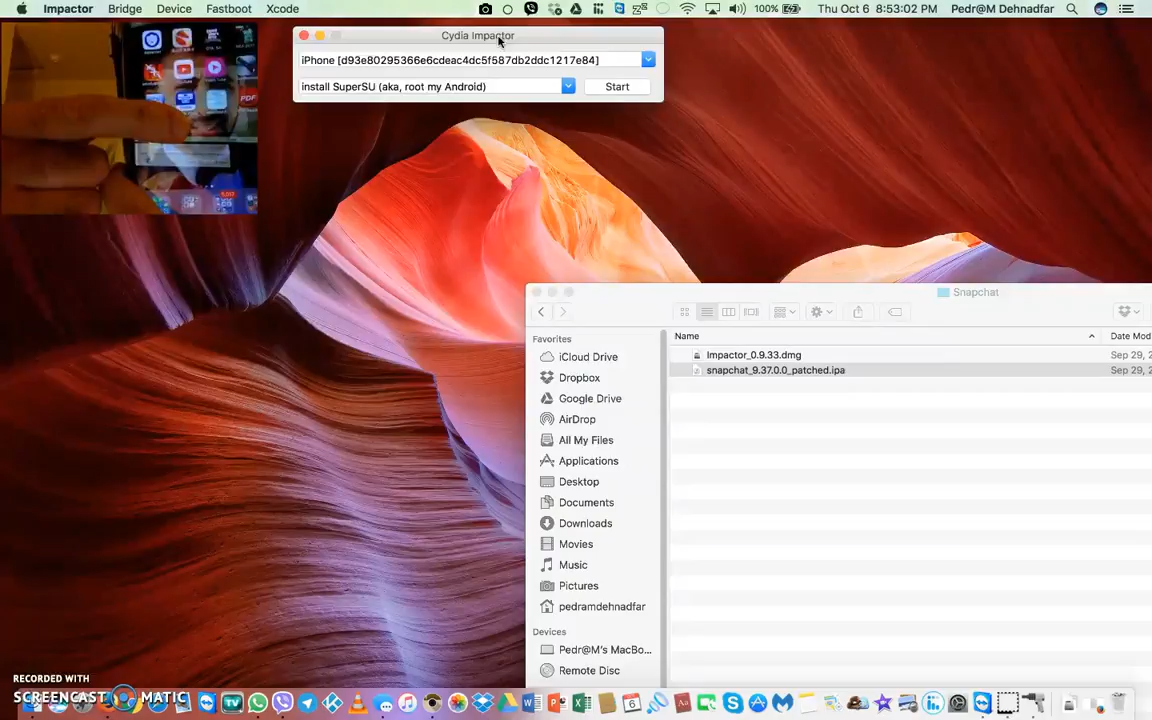 Impactor Bridge Device Fastboot Xcode 100% Thu Oct 6 8:53:02 PM Pedr@M Dehnadfar
Cydia Impactor
iPhone [d93e80295366e6cdeac4dc5f587db2ddc1217e84]
install SuperSU (aka, root my Android) Start
PDF
Snapchat
Favorites
iCloud Drive
Dropbox
Google Drive
AirDrop
All My Files
Applications
Desktop
Documents
Downloads
Movies
Music
Pictures
pedramdehnadfar
Devices
Pedr@M's MacBo...
Remote Disc
Name Date Mod
Impactor_0.9.33.dmg Sep 29, 2
snapchat_9.37.0.0_patched.ipa Sep 29, 2
RECORDED WITH
SCREENCAST MATIC